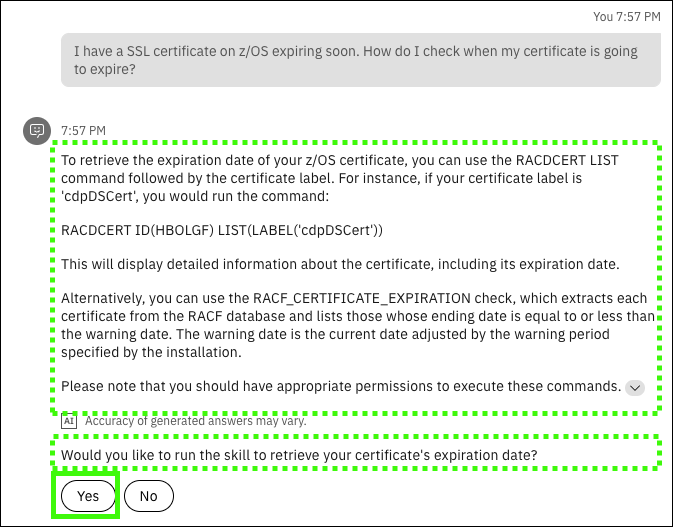 You 7:57 PM
I have a SSL certificate on z/OS expiring soon. How do I check when my certificate is going
to expire?
7:57 PM
To retrieve the expiration date of your z/OS certificate, you can use the RACDCERT LIST
command followed by the certificate label. For instance, if your certificate label is
'cdpDSCert', you would run the command:
RACDCERT ID(HBOLGF) LIST(LABEL('cdpDSCert'))
This will display detailed information about the certificate, including its expiration date.
Alternatively, you can use the RACF_CERTIFICATE_EXPIRATION check, which extracts each
certificate from the RACF database and lists those whose ending date is equal to or less than
the warning date. The warning date is the current date adjusted by the warning period
specified by the installation.
Please note that you should have appropriate permissions to execute these commands.
AI Accuracy of generated answers may vary.
Would you like to run the skill to retrieve your certificate's expiration date?
Yes No